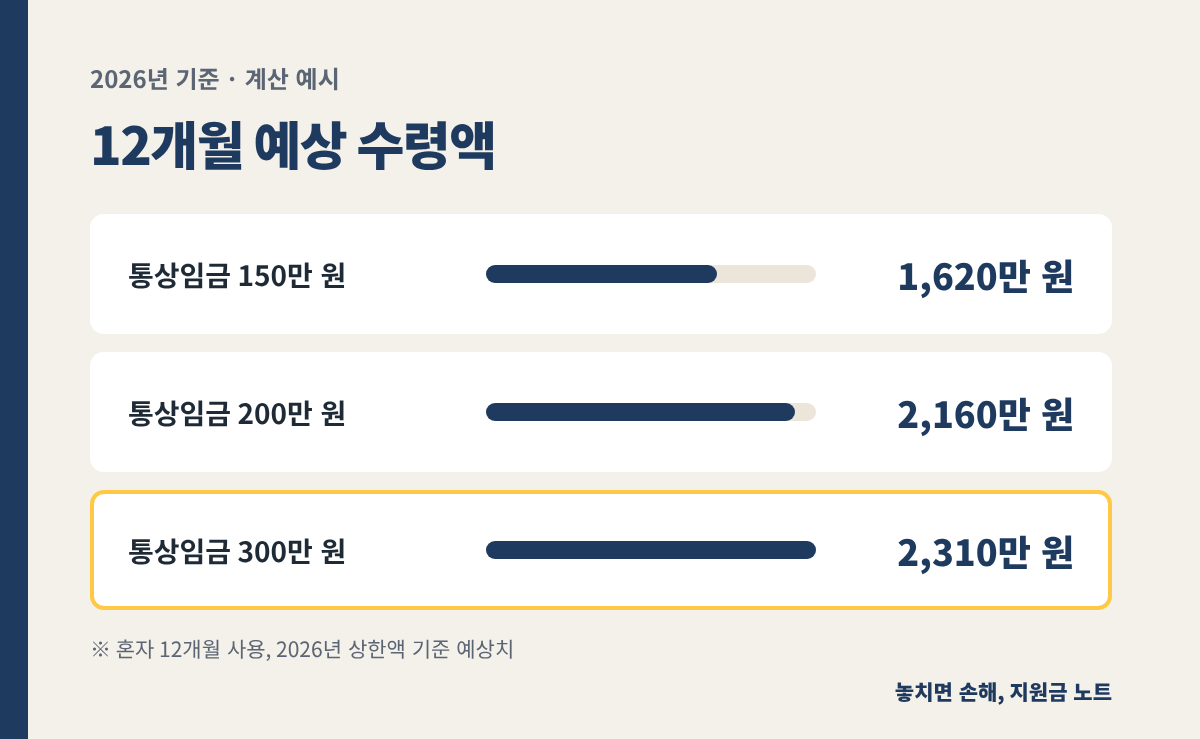 2026년 기준 · 계산 예시
12개월 예상 수령액
통상임금 150만 원 1,620만 원
통상임금 200만 원 2,160만 원
통상임금 300만 원 2,310만 원
※ 혼자 12개월 사용, 2026년 상한액 기준 예상치
놓치면 손해, 지원금 노트